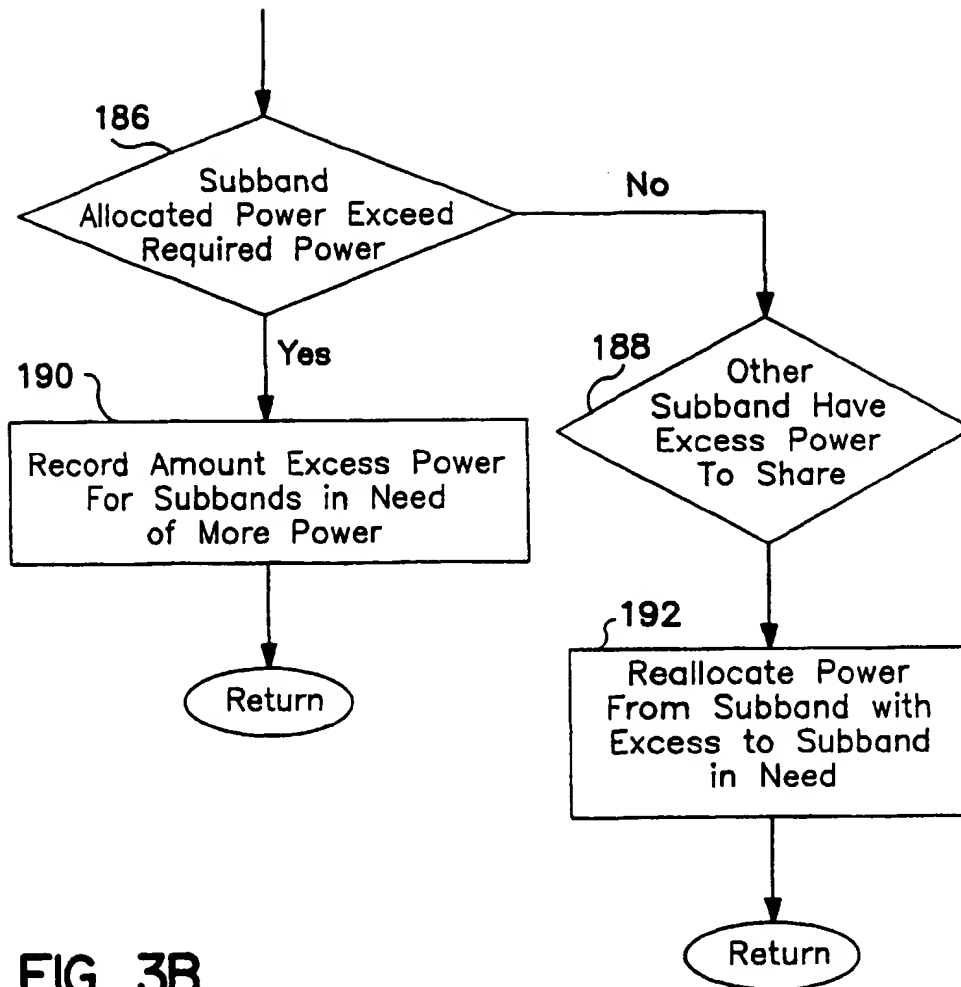 186
Subband
Allocated Power Exceed
Required Power
No
Yes
190
Record Amount Excess Power
For Subbands in Need
of More Power
Return
188
Other
Subband Have
Excess Power
To Share
192
Reallocate Power
From Subband with
Excess to Subband
in Need
Return
FIG. 3B